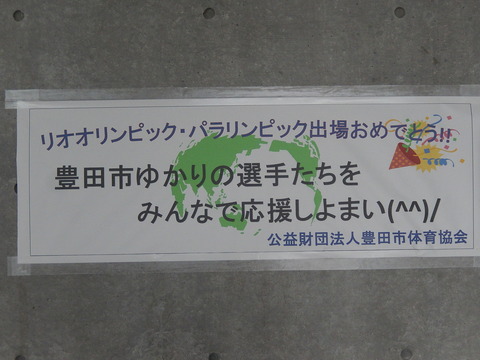 リオオリンピック・パラリンピック出場おめでとう!!
豊田市ゆかりの選手たちを
みんなで応援しよまい(^^)/
公益財団法人豊田市体育協会